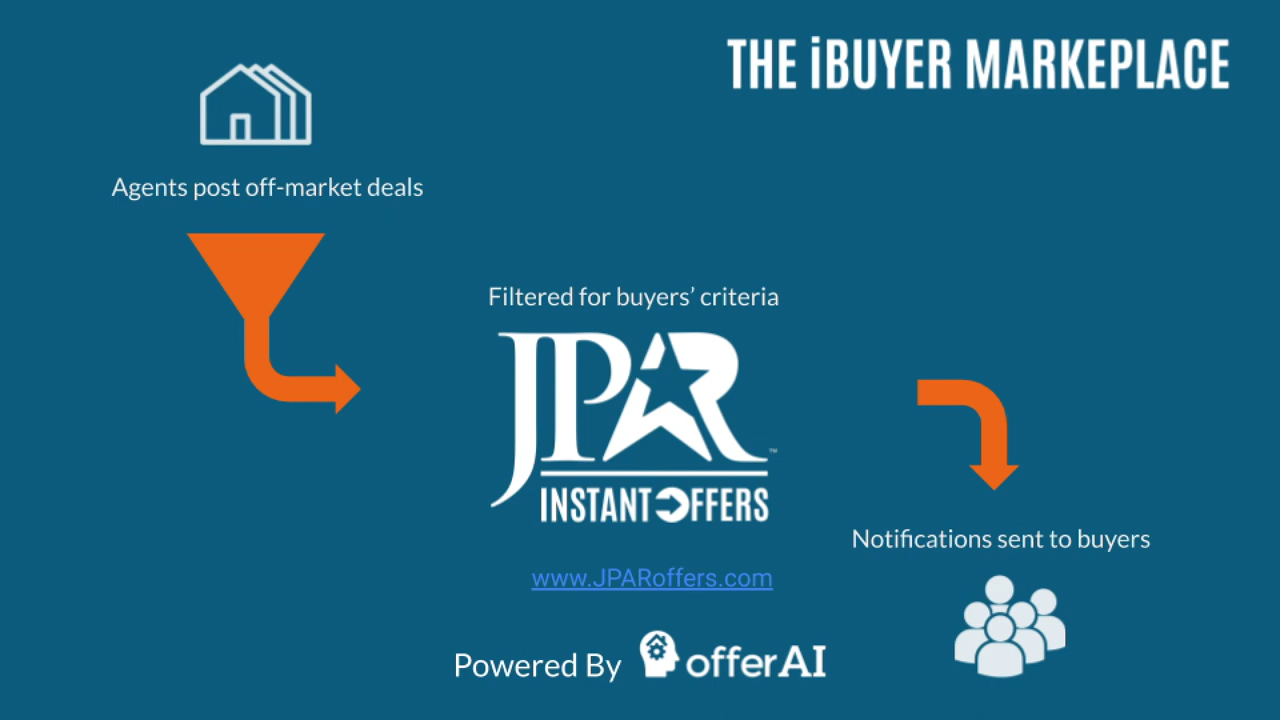 THE iBUYER MARKEPLACE
Agents post off-market deals
Filtered for buyers’ criteria
JPAR
™
INSTANT OFFERS
www.JPARoffers.com
Notifications sent to buyers
Powered By offerAI